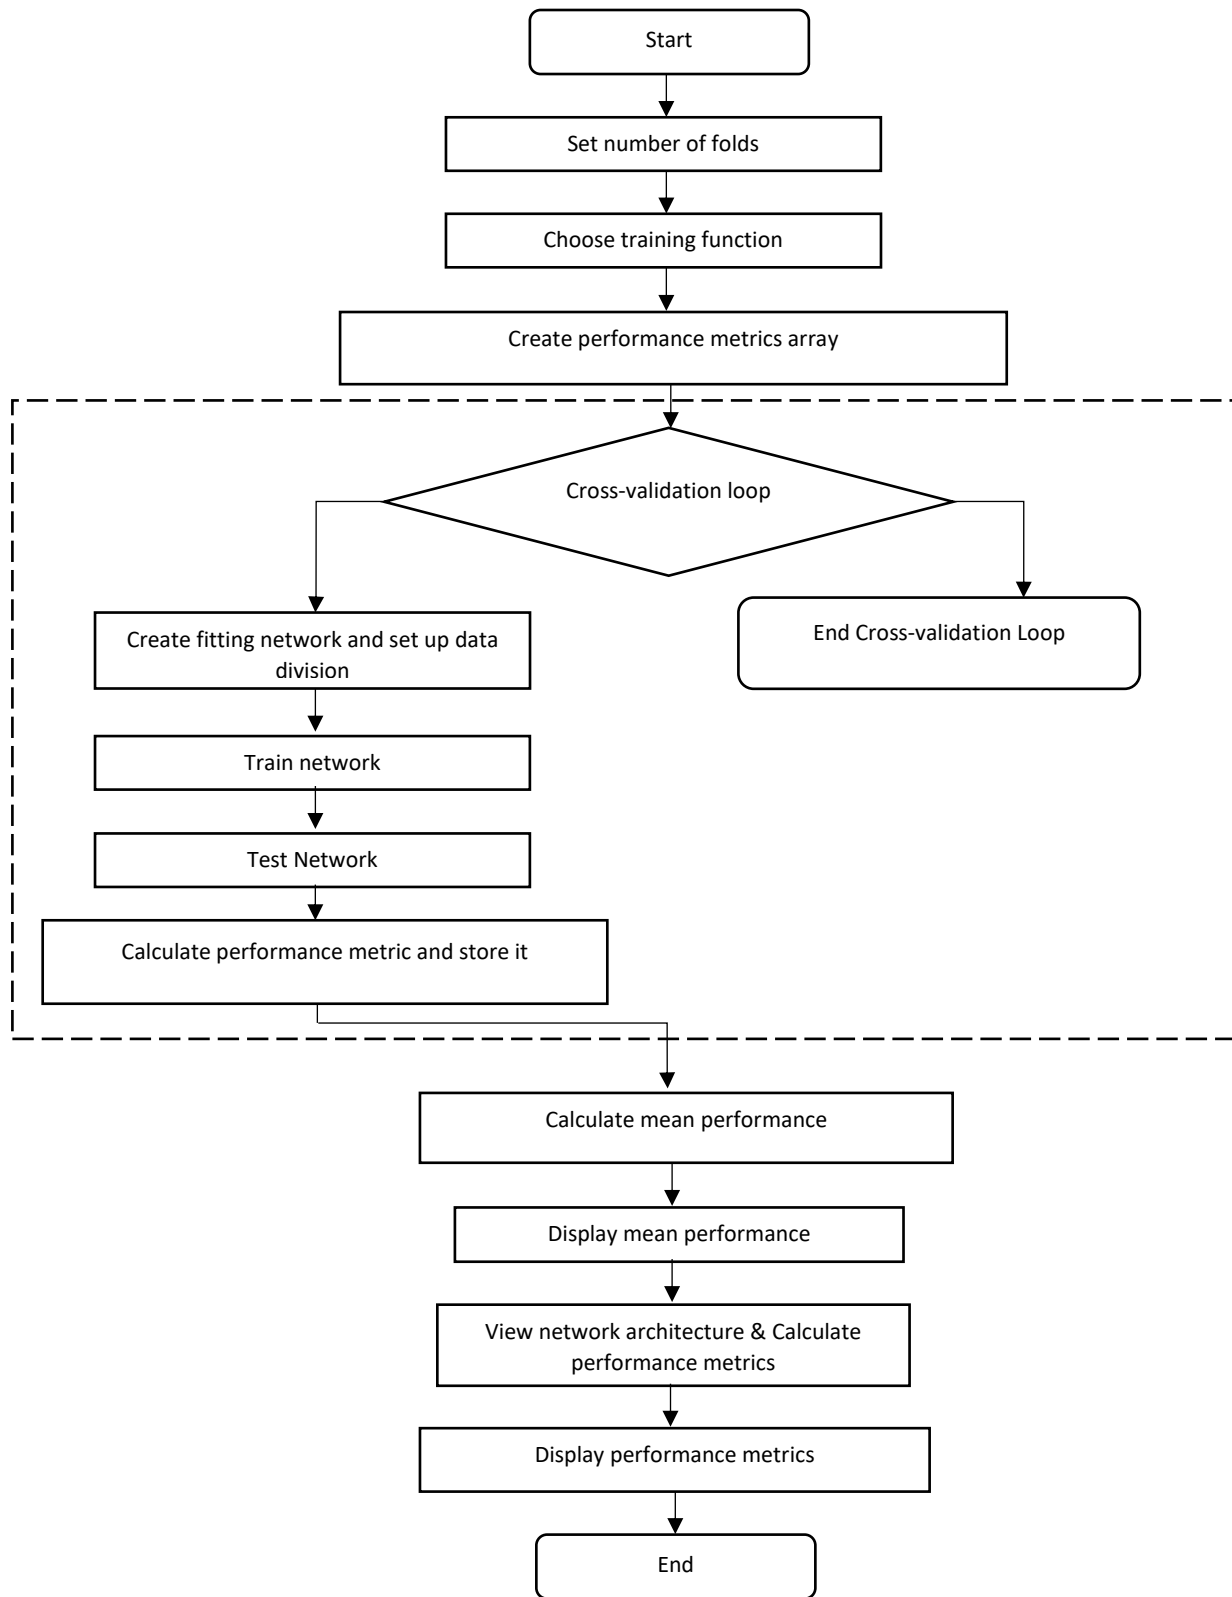 Start
Set number of folds
Choose training function
Create performance metrics array
Cross-validation loop
End Cross-validation Loop
Create fitting network and set up data
division
Train network
Test Network
Calculate performance metric and store it
Calculate mean performance
Display mean performance
View network architecture & Calculate
performance metrics
Display performance metrics
End